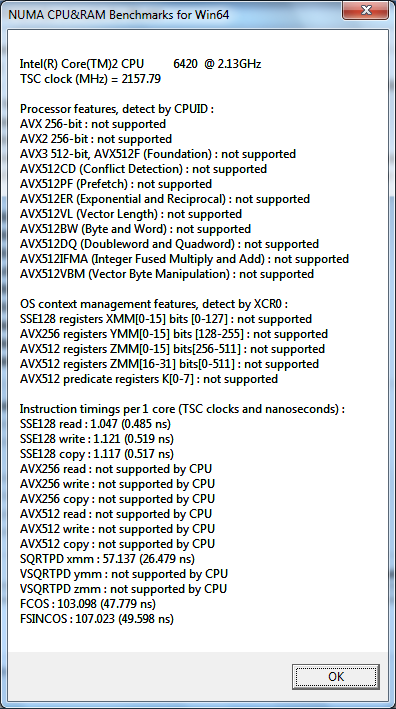 NUMA CPU&RAM Benchmarks for Win64
Intel(R) Core(TM)2 CPU 6420 @ 2.13GHz
TSC clock (MHz) = 2157.79
Processor features, detect by CPUID :
AVX 256-bit : not supported
AVX2 256-bit : not supported
AVX3 512-bit, AVX512F (Foundation) : not supported
AVX512CD (Conflict Detection) : not supported
AVX512PF (Prefetch) : not supported
AVX512ER (Exponential and Reciprocal) : not supported
AVX512VL (Vector Length) : not supported
AVX512BW (Byte and Word) : not supported
AVX512DQ (Doubleword and Quadword) : not supported
AVX512IFMA (Integer Fused Multiply and Add) : not supported
AVX512VBM (Vector Byte Manipulation) : not supported
OS context management features, detect by XCR0 :
SSE128 registers XMM[0-15] bits [0-127] : not supported
AVX256 registers YMM[0-15] bits [128-255] : not supported
AVX512 registers ZMM[0-15] bits[256-511] : not supported
AVX512 registers ZMM[16-31] bits[0-511] : not supported
AVX512 predicate registers K[0-7] : not supported
Instruction timings per 1 core (TSC clocks and nanoseconds) :
SSE128 read : 1.047 (0.485 ns)
SSE128 write : 1.121 (0.519 ns)
SSE128 copy : 1.117 (0.517 ns)
AVX256 read : not supported by CPU
AVX256 write : not supported by CPU
AVX256 copy : not supported by CPU
AVX512 read : not supported by CPU
AVX512 write : not supported by CPU
AVX512 copy : not supported by CPU
SQRTPD xmm : 57.137 (26.479 ns)
VSQRTPD ymm : not supported by CPU
VSQRTPD zmm : not supported by CPU
FCOS : 103.098 (47.779 ns)
FSINCOS : 107.023 (49.598 ns)
OK